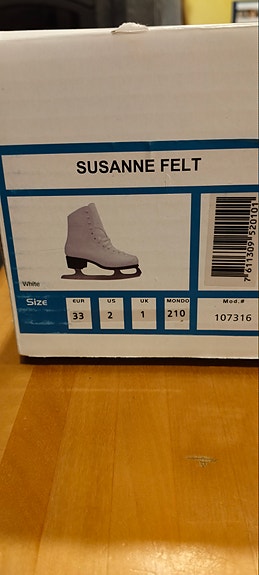 SUSANNE FELT
White
7 611309 520101
Size
EUR US UK MONDO Mod.#
33 2 1 210 107316